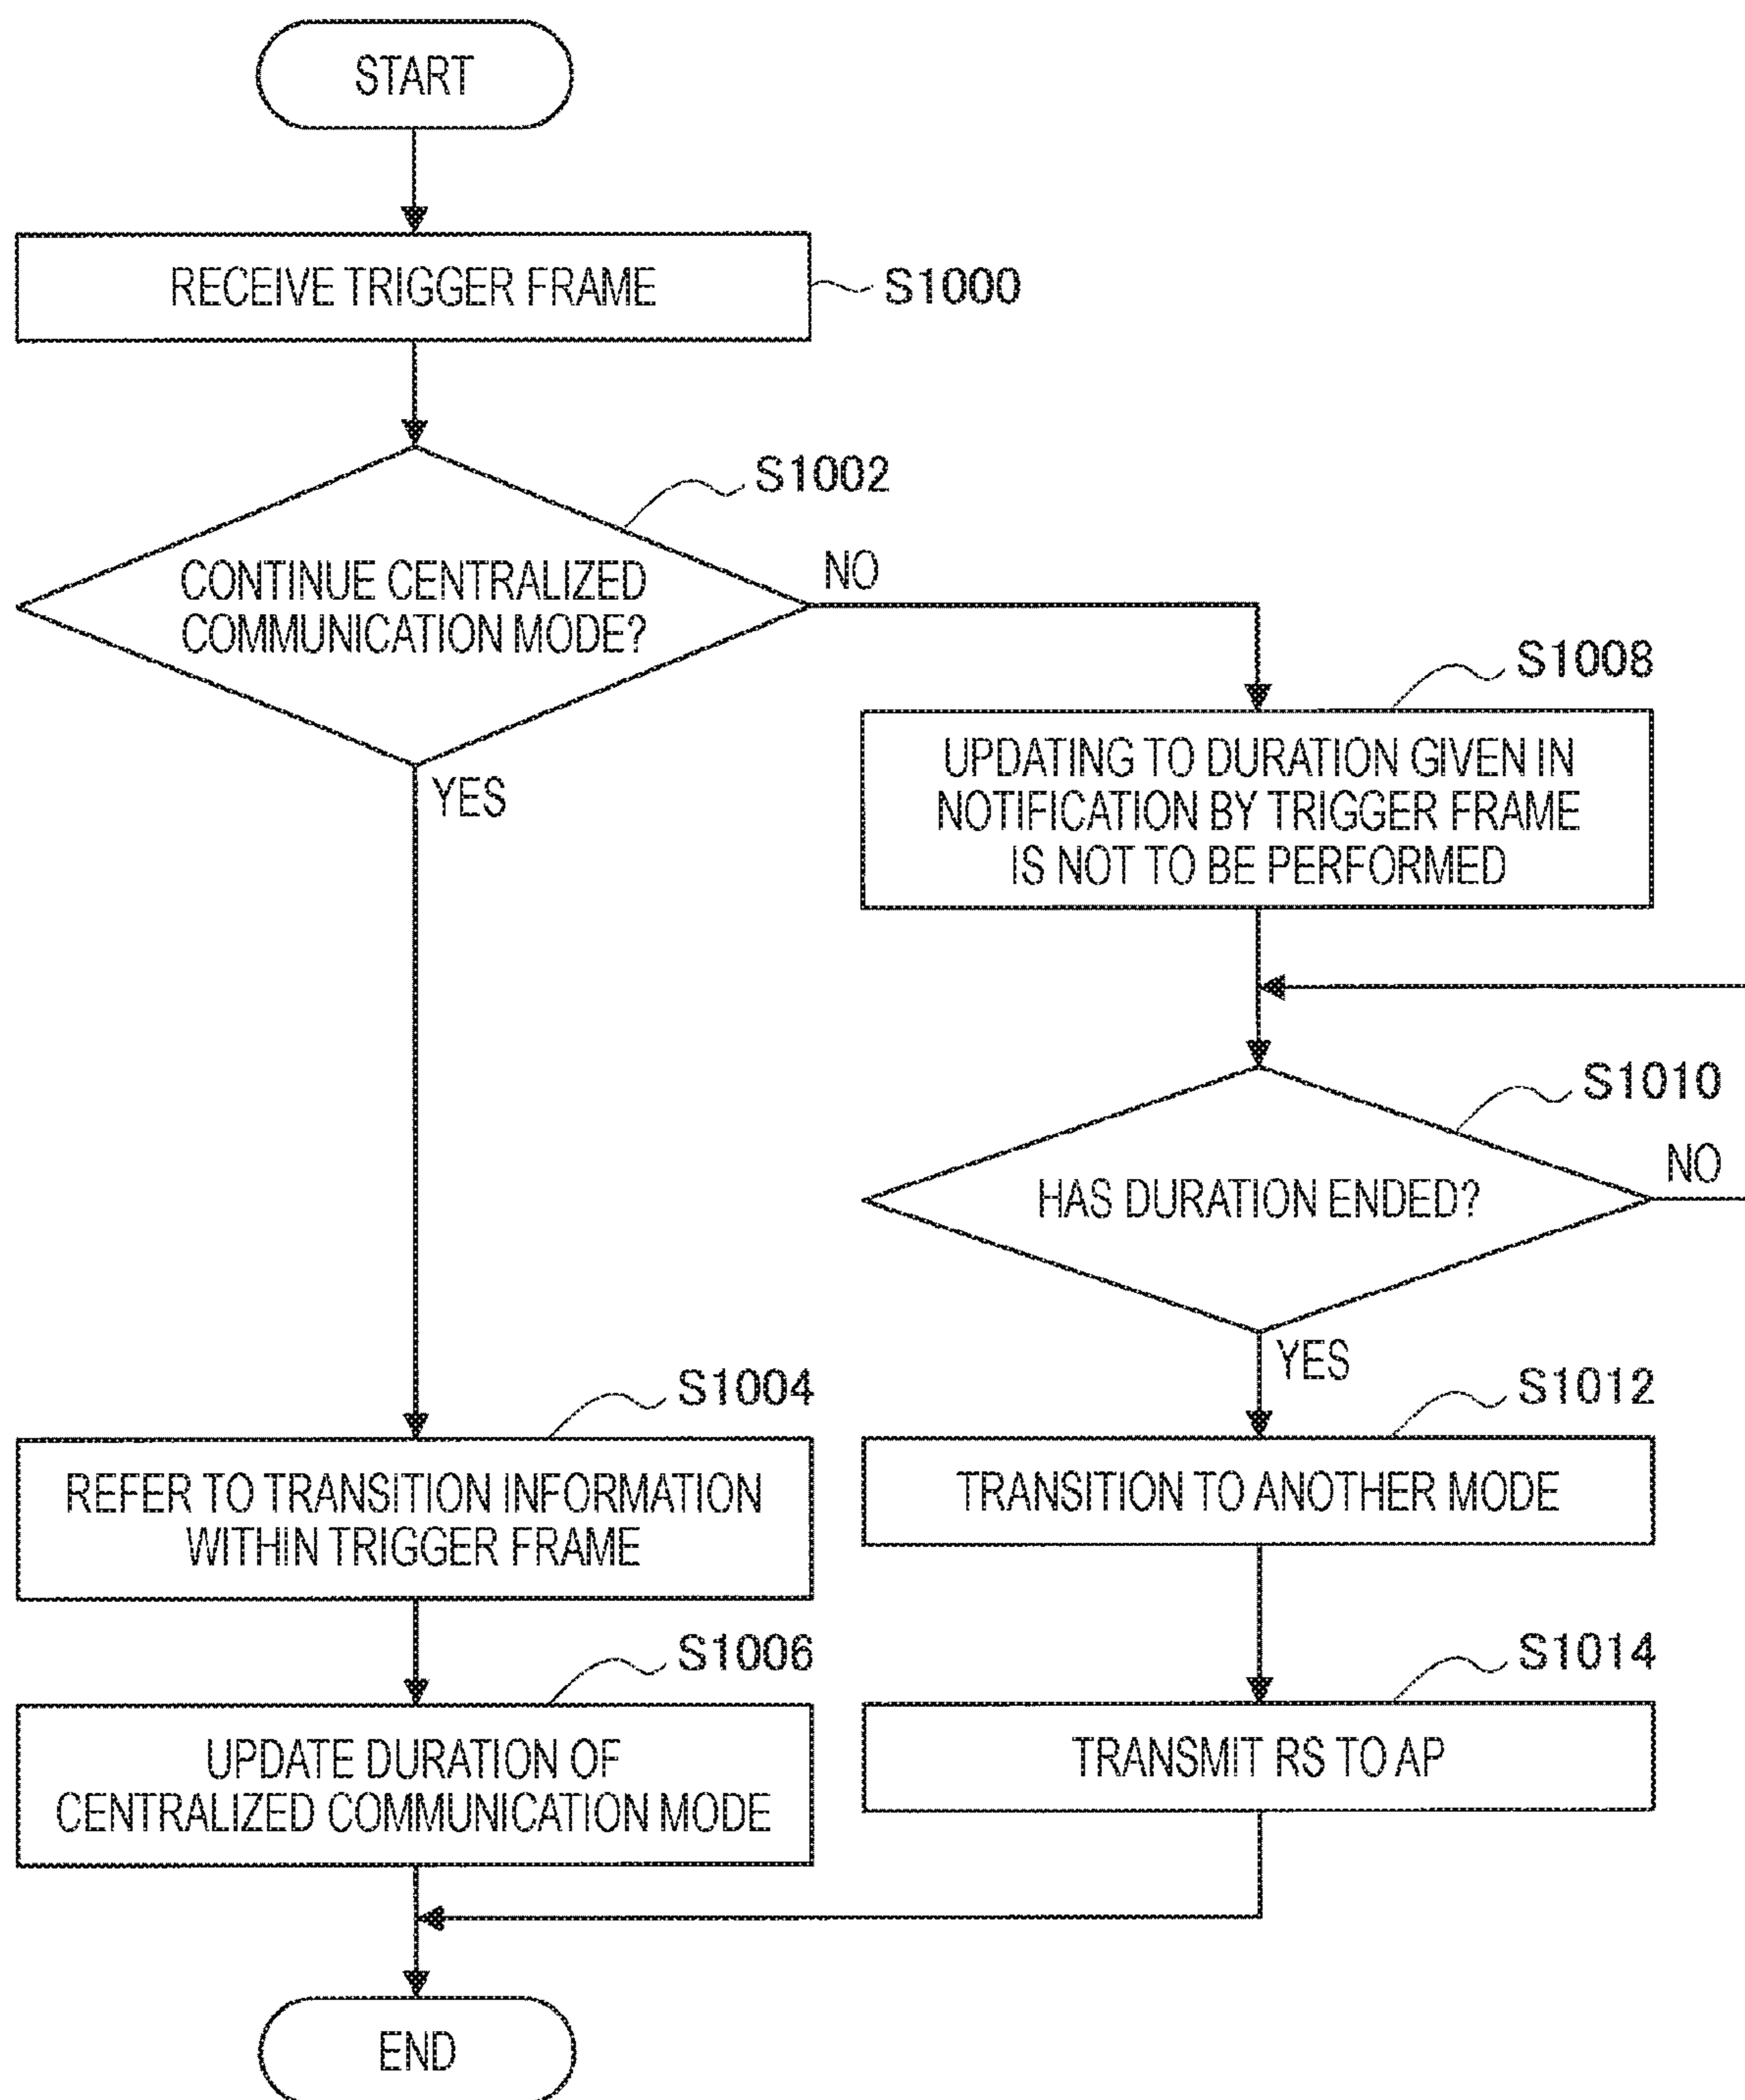 START
RECEIVE TRIGGER FRAME
S1000
S1002
CONTINUE CENTRALIZED
COMMUNICATION MODE?
NO
YES
S1008
UPDATING TO DURATION GIVEN IN
NOTIFICATION BY TRIGGER FRAME
IS NOT TO BE PERFORMED
S1010
HAS DURATION ENDED?
NO
YES
S1004
REFER TO TRANSITION INFORMATION
WITHIN TRIGGER FRAME
S1012
TRANSITION TO ANOTHER MODE
S1006
UPDATE DURATION OF
CENTRALIZED COMMUNICATION MODE
S1014
TRANSMIT RS TO AP
END